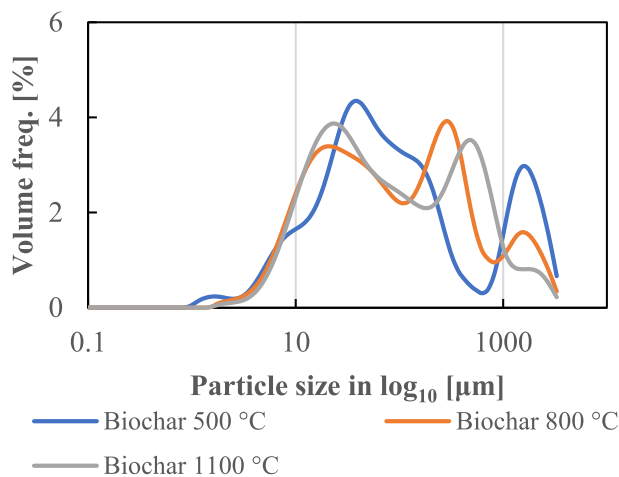 Volume freq. [%]
6
4
2
0
0.1 10 1000
Particle size in log₁₀ [µm]
Biochar 500 °C Biochar 800 °C
Biochar 1100 °C